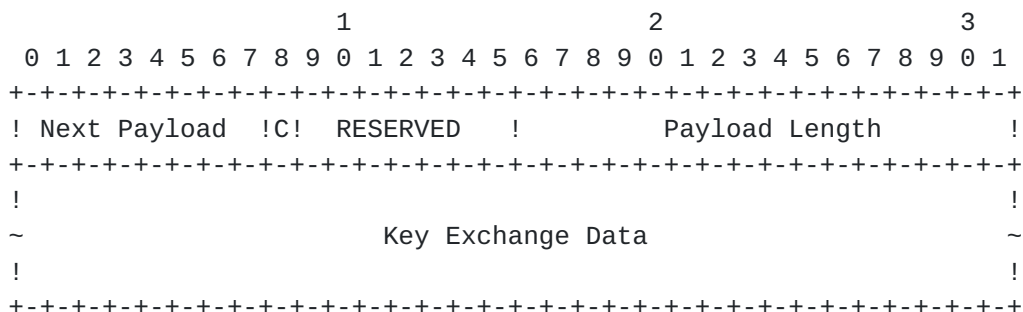 1                   2                   3
 0 1 2 3 4 5 6 7 8 9 0 1 2 3 4 5 6 7 8 9 0 1 2 3 4 5 6 7 8 9 0 1
+-+-+-+-+-+-+-+-+-+-+-+-+-+-+-+-+-+-+-+-+-+-+-+-+-+-+-+-+-+-+-+-+
! Next Payload  !C!  RESERVED   !         Payload Length        !
+-+-+-+-+-+-+-+-+-+-+-+-+-+-+-+-+-+-+-+-+-+-+-+-+-+-+-+-+-+-+-+-+
!                                                               !
~                       Key Exchange Data                       ~
!                                                               !
+-+-+-+-+-+-+-+-+-+-+-+-+-+-+-+-+-+-+-+-+-+-+-+-+-+-+-+-+-+-+-+-+